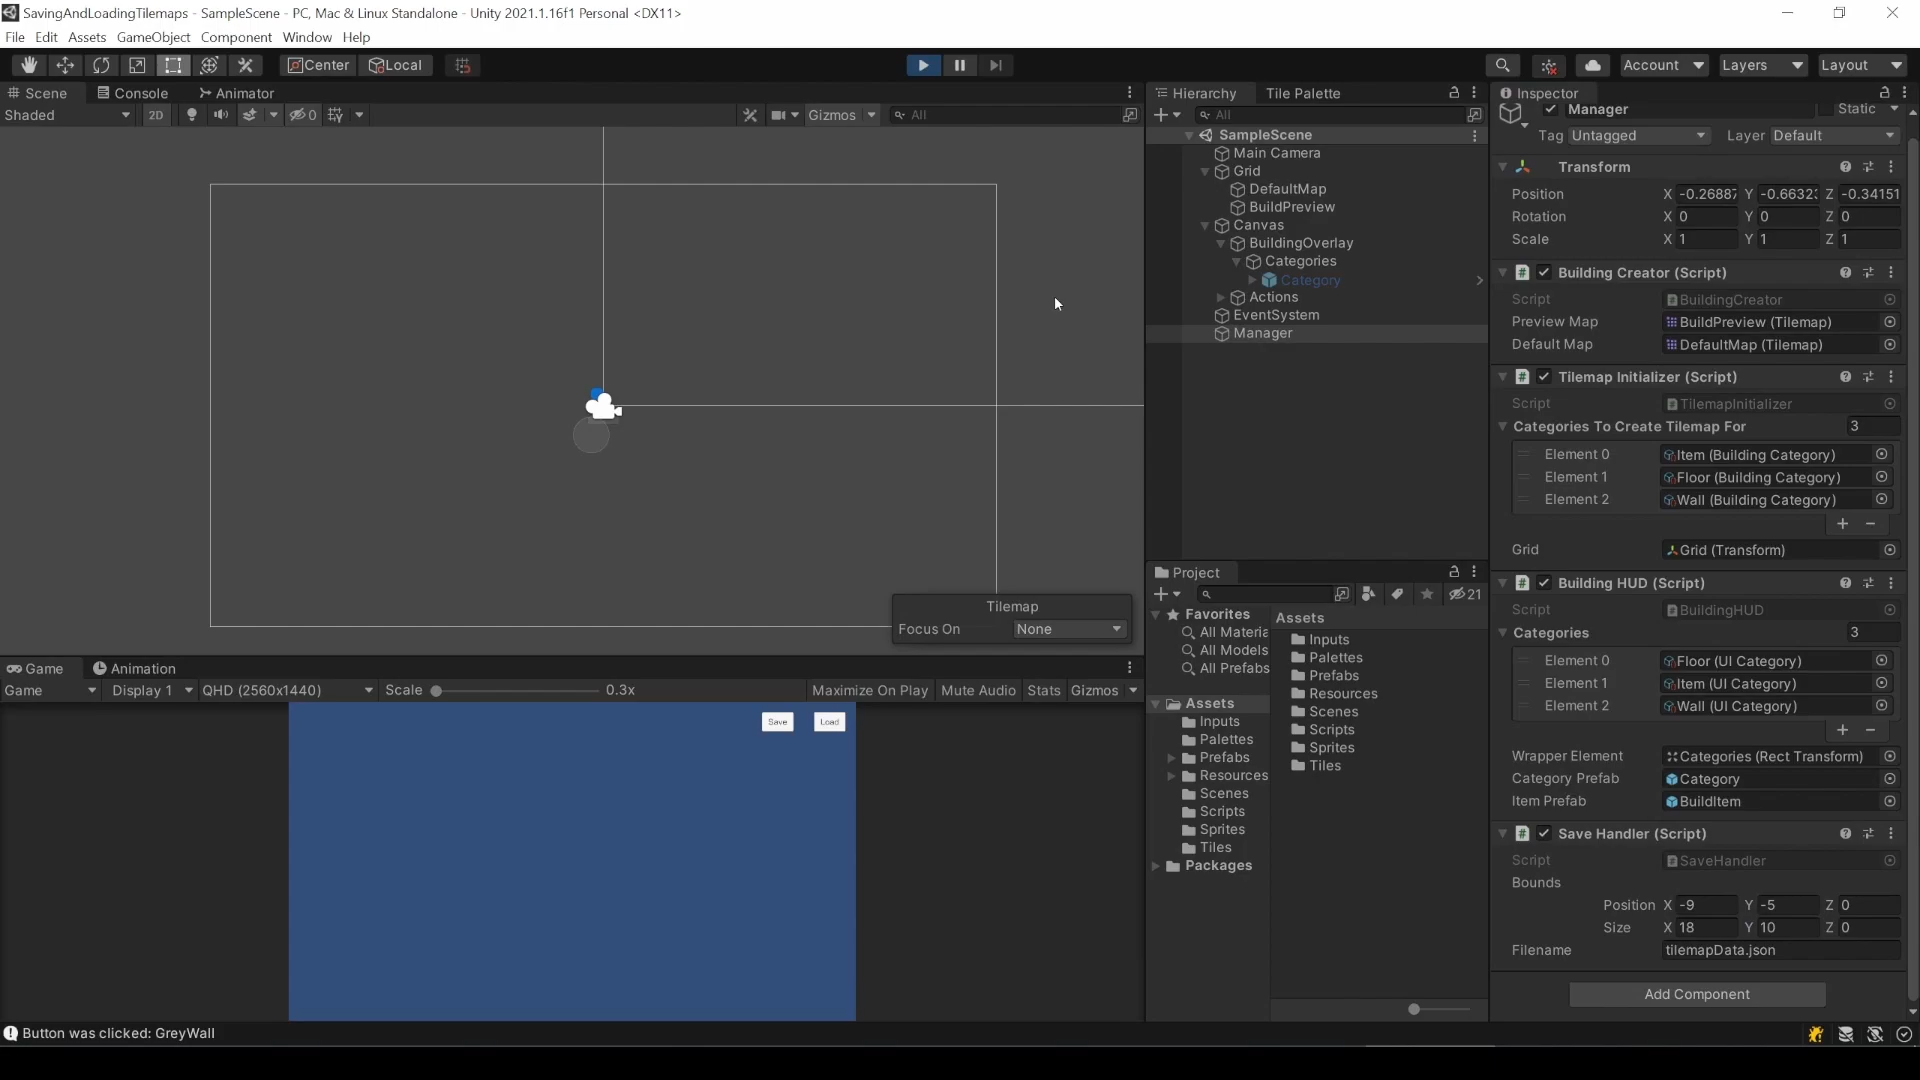 SavingAndLoadingTilemaps - SampleScene - PC, Mac & Linux Standalone - Unity 2021.1.16f1 Personal <DX11>
File Edit Assets GameObject Component Window Help
Center Local Account Layers Layout
Scene Console Animator
Shaded 2D 0 Gizmos All
Tilemap
Focus On None
Game Animation
Game Display 1 QHD (2560x1440) Scale 0.3x Maximize On Play Mute Audio Stats Gizmos
Save Load
Hierarchy Tile Palette
All
SampleScene
Main Camera
Grid
DefaultMap
BuildPreview
Canvas
BuildingOverlay
Categories
Category
Actions
EventSystem
Manager
Project
21
Favorites
All Materia
All Models
All Prefabs
Assets
Inputs
Palettes
Prefabs
Resources
Scenes
Scripts
Sprites
Tiles
Packages
Assets
Inputs
Palettes
Prefabs
Resources
Scenes
Scripts
Sprites
Tiles
Inspector
Manager Static
Tag Untagged Layer Default
Transform
Position X -0.26887 Y -0.6632 Z -0.34151
Rotation X 0 Y 0 Z 0
Scale X 1 Y 1 Z 1
Building Creator (Script)
Script BuildingCreator
Preview Map BuildPreview (Tilemap)
Default Map DefaultMap (Tilemap)
Tilemap Initializer (Script)
Script TilemapInitializer
Categories To Create Tilemap For 3
Element 0 Item (Building Category)
Element 1 Floor (Building Category)
Element 2 Wall (Building Category)
Grid Grid (Transform)
Building HUD (Script)
Script BuildingHUD
Categories 3
Element 0 Floor (UI Category)
Element 1 Item (UI Category)
Element 2 Wall (UI Category)
Wrapper Element Categories (Rect Transform)
Category Prefab Category
Item Prefab BuildItem
Save Handler (Script)
Script SaveHandler
Bounds
Position X -9 Y -5 Z 0
Size X 18 Y 10 Z 0
Filename tilemapData.json
Add Component
Button was clicked: GreyWall